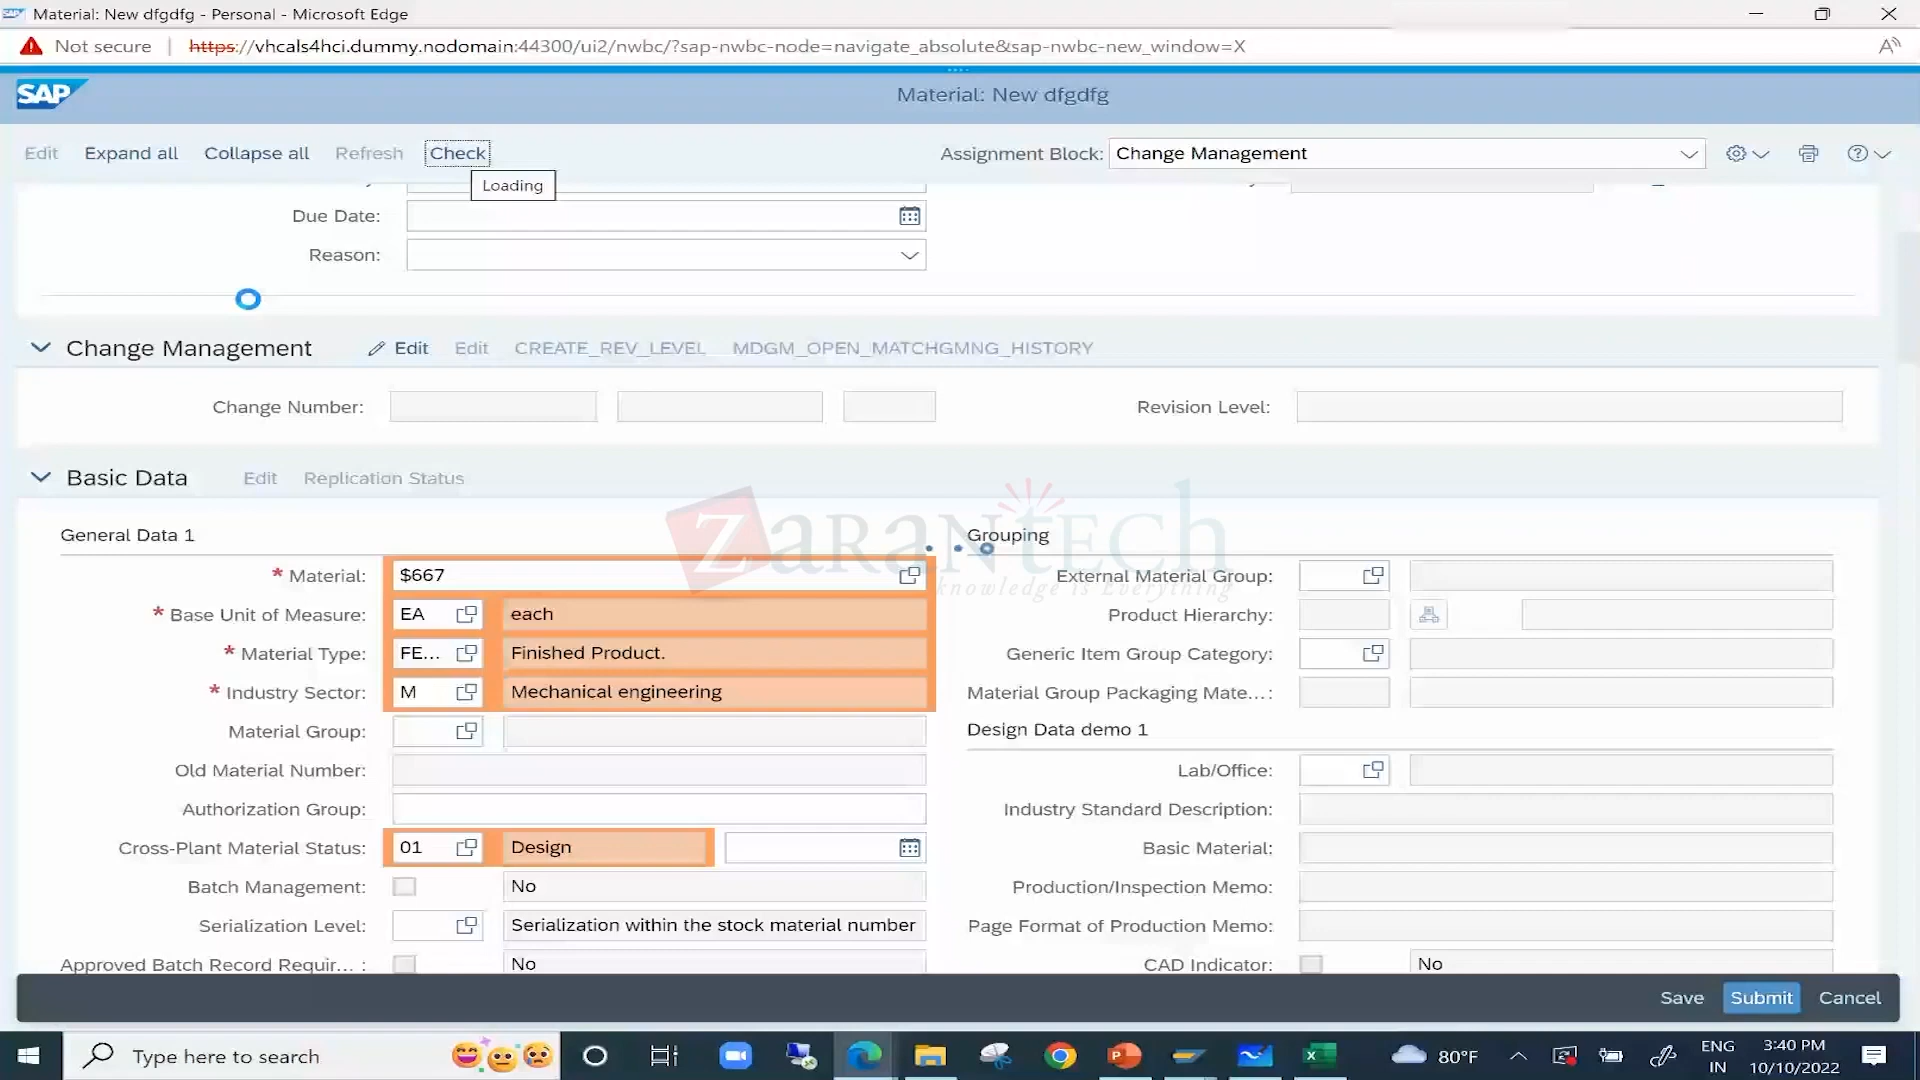 Material: New dfgdfg - Personal - Microsoft Edge
Not secure | https://vhcals4hci.dummy.nodomain:44300/ui2/nwbc/?sap-nwbc-node=navigate_absolute&sap-nwbc-new_window=X
SAP
Material: New dfgdfg
Edit Expand all Collapse all Refresh Check Assignment Block: Change Management
Loading
Due Date:
Reason:
Change Management Edit Edit CREATE_REV_LEVEL MDGM_OPEN_MATCHGMNG_HISTORY
Change Number: Revision Level:
Basic Data Edit Replication Status
ZaranTech
knowledge is Everything
General Data 1 Grouping
* Material: $667 External Material Group:
* Base Unit of Measure: EA each Product Hierarchy:
* Material Type: FE... Finished Product. Generic Item Group Category:
* Industry Sector: M Mechanical engineering Material Group Packaging Mate...:
Material Group: Design Data demo 1
Old Material Number: Lab/Office:
Authorization Group: Industry Standard Description:
Cross-Plant Material Status: 01 Design Basic Material:
Batch Management: No Production/Inspection Memo:
Serialization Level: Serialization within the stock material number Page Format of Production Memo:
Approved Batch Record Requir... : No CAD Indicator: No
Save Submit Cancel
Type here to search 80°F ENG 3:40 PM
IN 10/10/2022